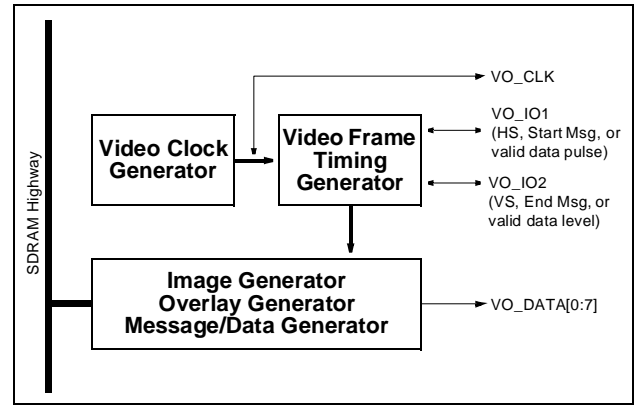 VO_CLK
Video Clock
Generator
Video Frame
Timing
Generator
VO_IO1
(HS, Start Msg, or
valid data pulse)
VO_IO2
(VS, End Msg, or
valid data level)
SDRAM Highway
Image Generator
Overlay Generator
Message/Data Generator
VO_DATA[0:7]